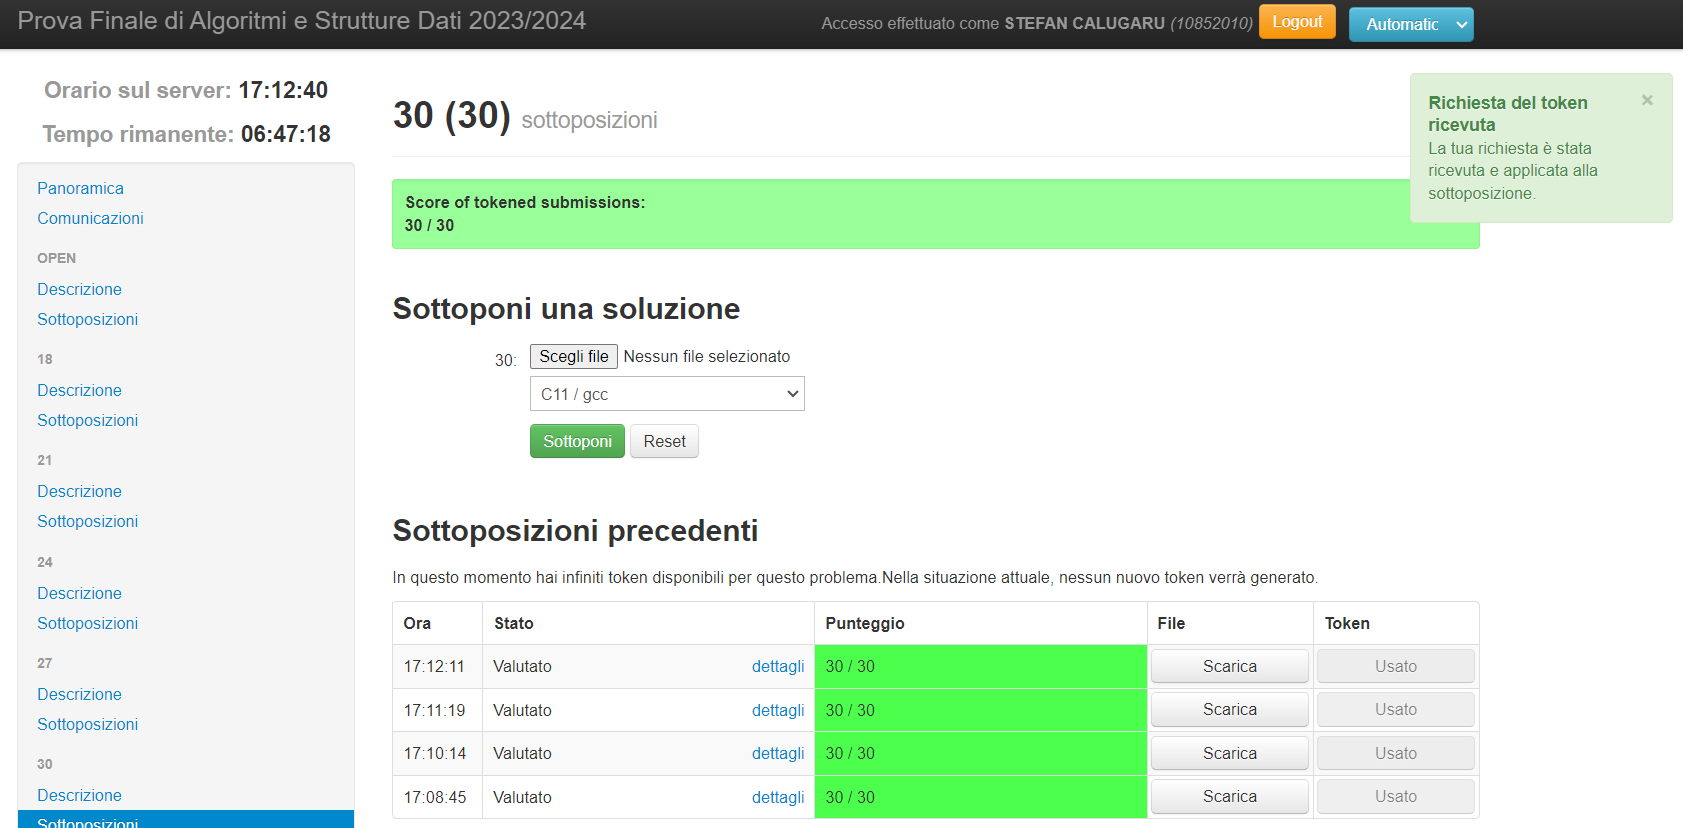 Prova Finale di Algoritmi e Strutture Dati 2023/2024
Accesso effettuato come STEFAN CALUGARU (10852010)
Logout
Automatic
Orario sul server: 17:12:40
Tempo rimanente: 06:47:18
Panoramica
Comunicazioni
OPEN
Descrizione
Sottoposizioni
18
Descrizione
Sottoposizioni
21
Descrizione
Sottoposizioni
24
Descrizione
Sottoposizioni
27
Descrizione
Sottoposizioni
30
Descrizione
Sottoposizioni
30 (30) sottoposizioni
Richiesta del token ×
ricevuta
La tua richiesta è stata
ricevuta e applicata alla
sottoposizione.
Score of tokened submissions:
30 / 30
Sottoponi una soluzione
30: Scegli file Nessun file selezionato
C11 / gcc
Sottoponi Reset
Sottoposizioni precedenti
In questo momento hai infiniti token disponibili per questo problema.Nella situazione attuale, nessun nuovo token verrà generato.
Ora Stato Punteggio File Token
17:12:11 Valutato dettagli 30 / 30 Scarica Usato
17:11:19 Valutato dettagli 30 / 30 Scarica Usato
17:10:14 Valutato dettagli 30 / 30 Scarica Usato
17:08:45 Valutato dettagli 30 / 30 Scarica Usato